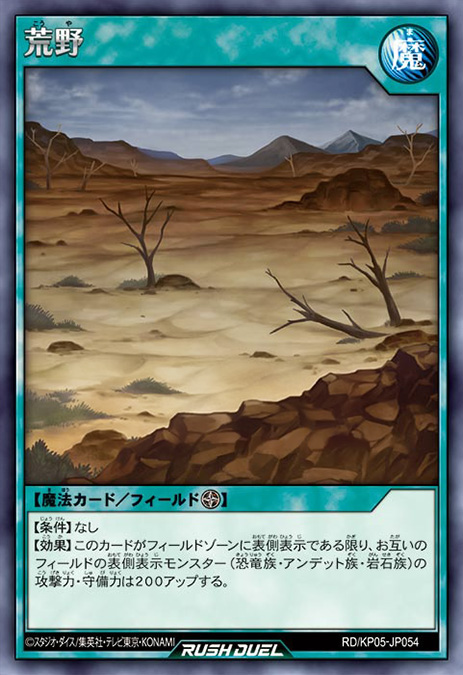 荒野
魔
【魔法カード/フィールド】
【条件】なし
【効果】このカードがフィールドゾーンに表側表示である限り、お互いの
フィールドの表側表示モンスター(恐竜族・アンデット族・岩石族)の
攻撃力・守備力は200アップする。
©スタジオ・ダイス/集英社・テレビ東京・KONAMI
RUSH DUEL
RD/KP05-JP054